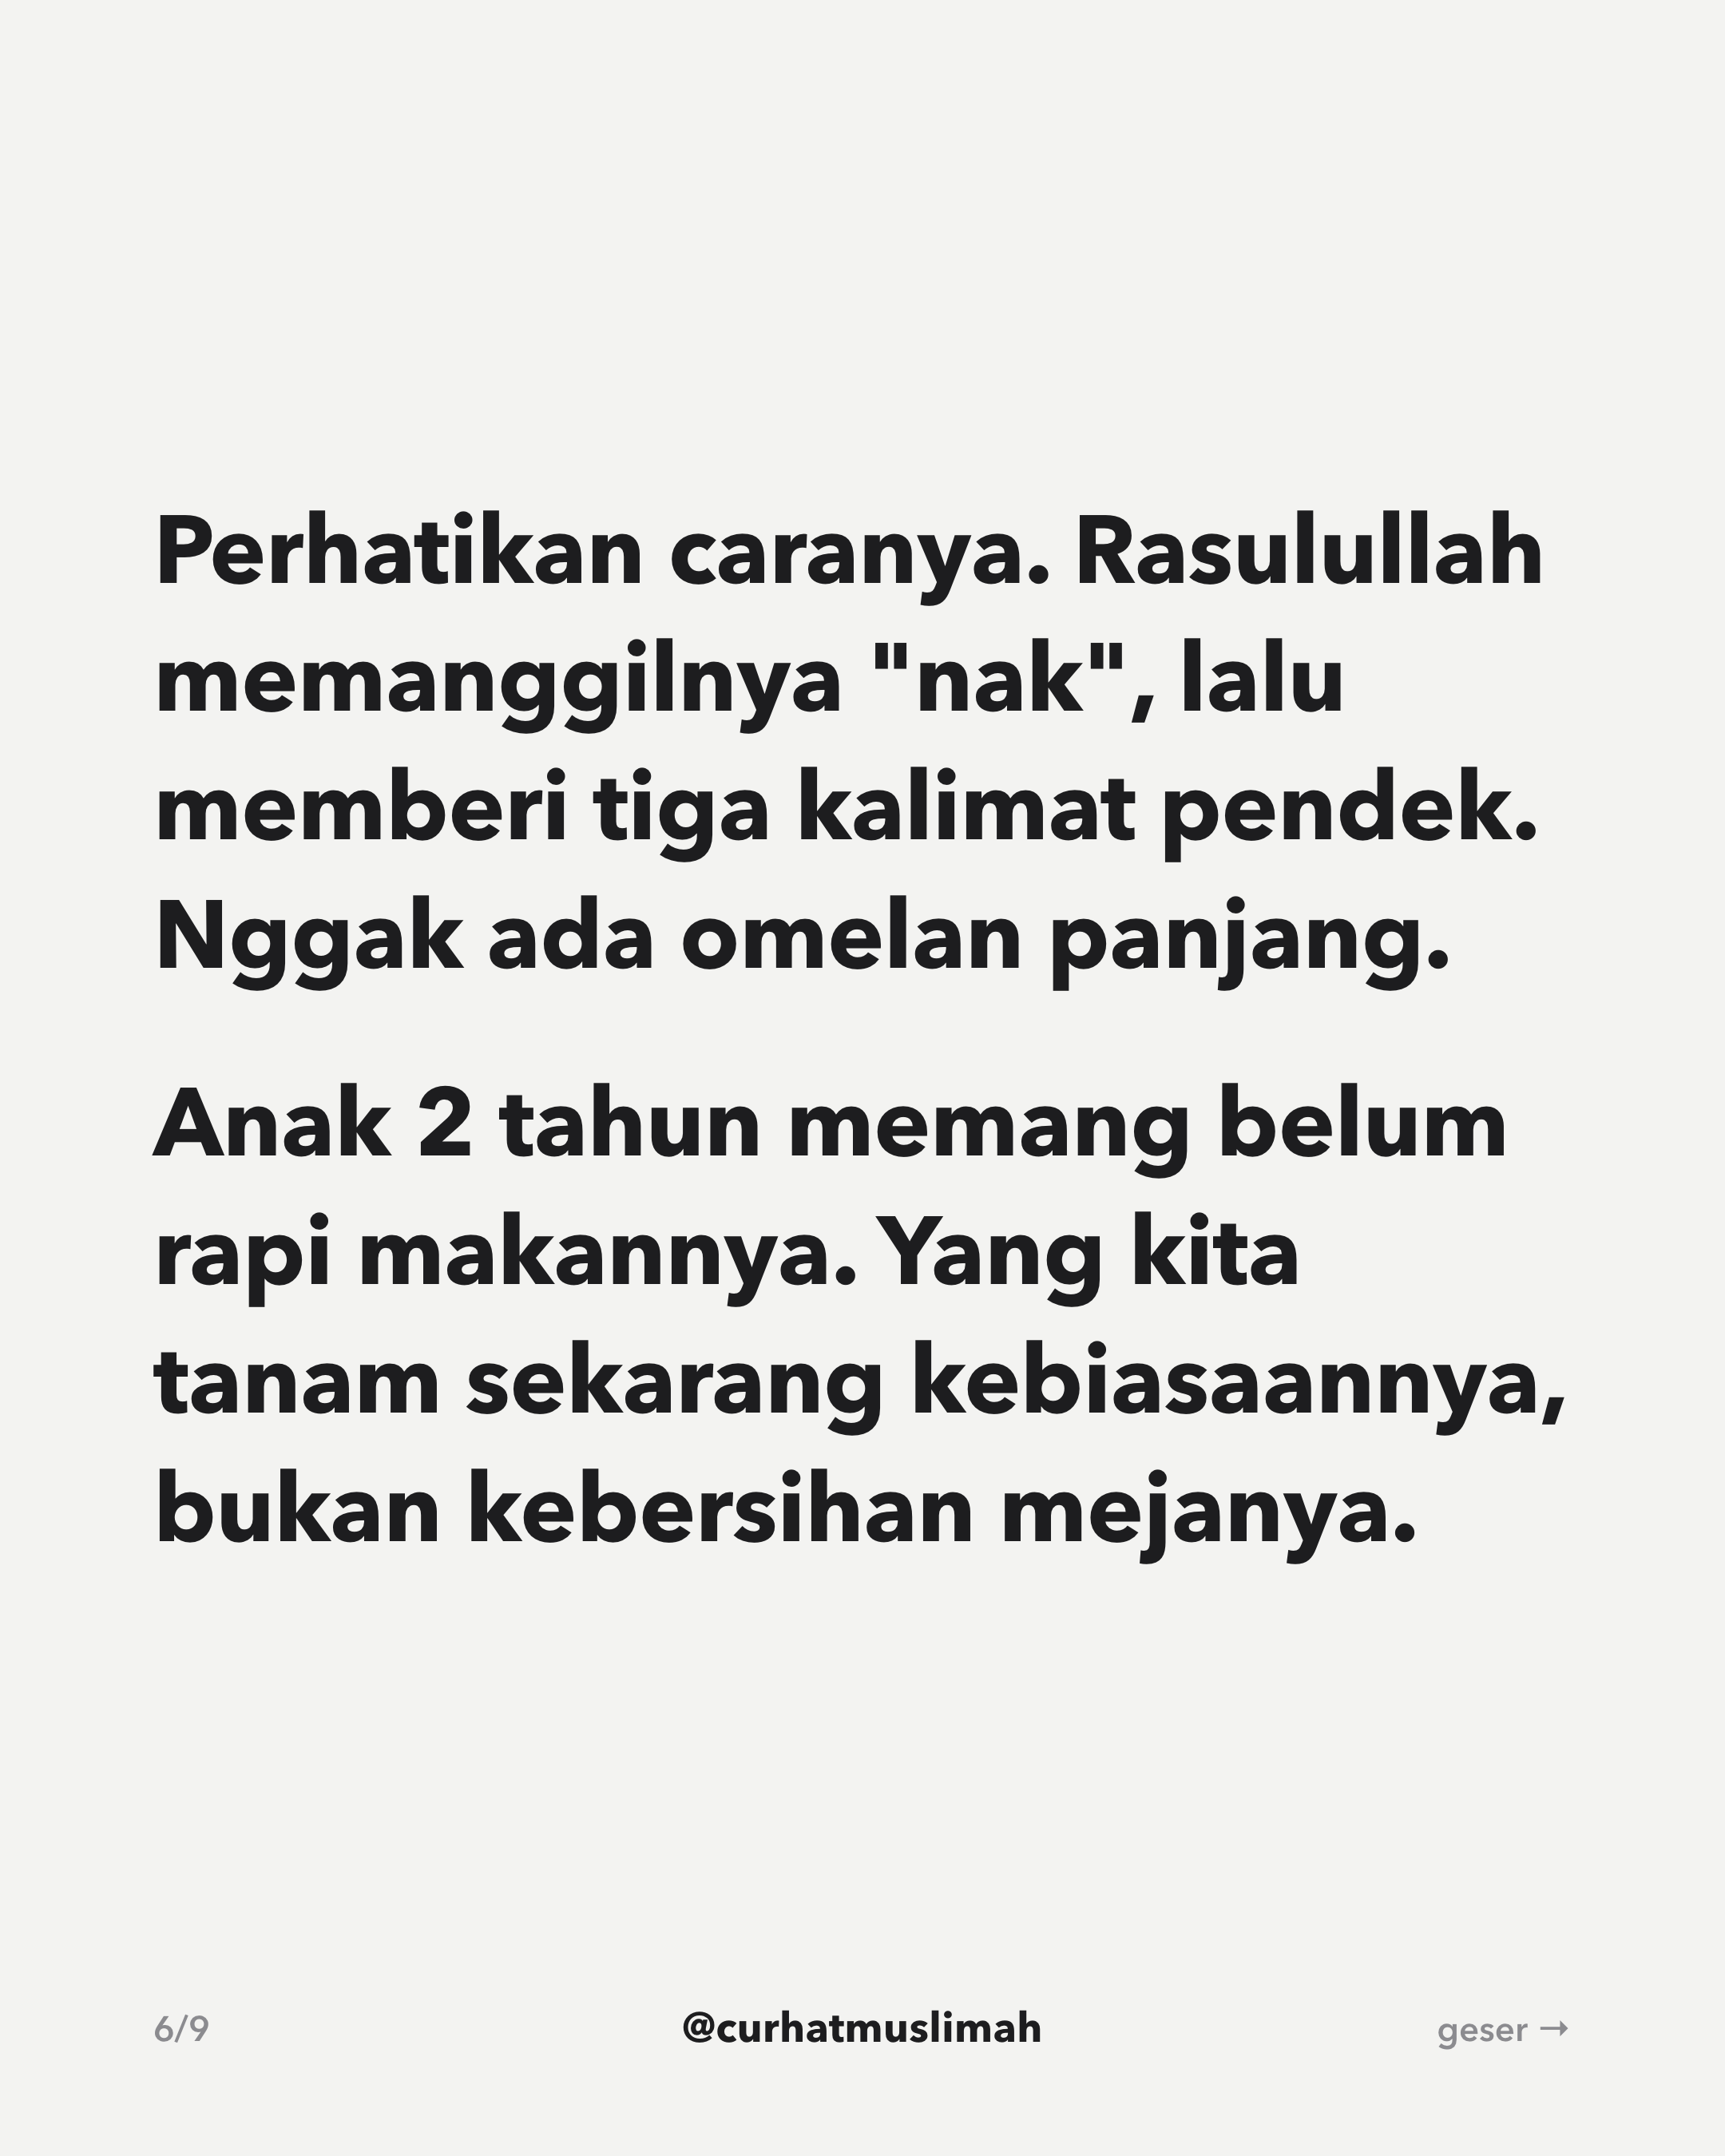 Perhatikan caranya. Rasulullah
memanggilnya "nak", lalu
memberi tiga kalimat pendek.
Nggak ada omelan panjang.
Anak 2 tahun memang belum
rapi makannya. Yang kita
tanam sekarang kebiasaannya,
bukan kebersihan mejanya.
6/9
@curhatmuslimah
geser →